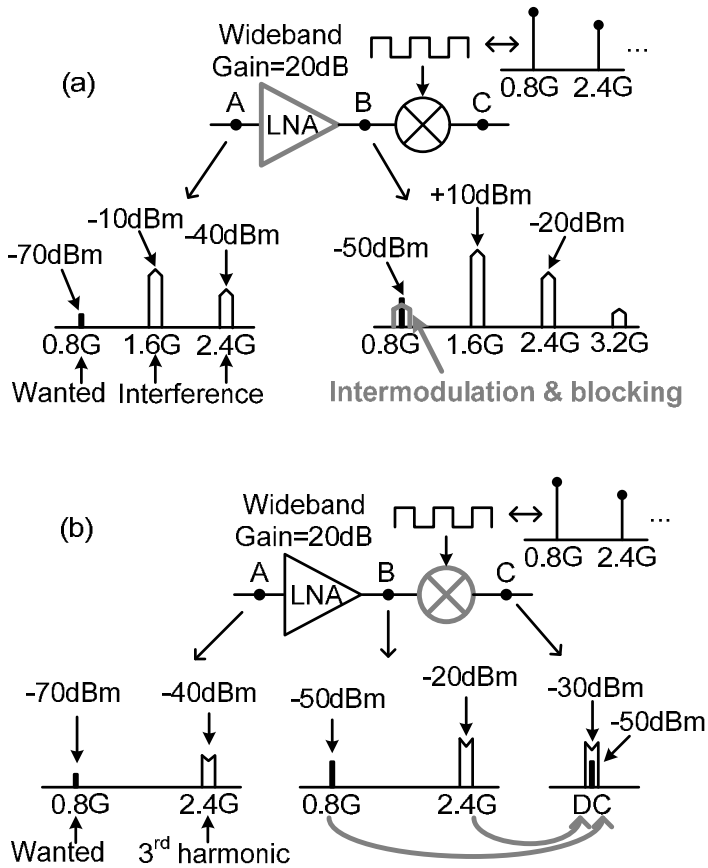 (a)
Wideband
Gain=20dB
A
LNA
B
C
0.8G 2.4G ...
-70dBm
-10dBm
-40dBm
0.8G 1.6G 2.4G
Wanted Interference
-50dBm
+10dBm
-20dBm
0.8G 1.6G 2.4G 3.2G
Intermodulation & blocking
(b)
Wideband
Gain=20dB
A
LNA
B
C
0.8G 2.4G ...
-70dBm
-40dBm
0.8G 2.4G
Wanted 3rd harmonic
-50dBm
-20dBm
0.8G 2.4G
-30dBm
-50dBm
DC